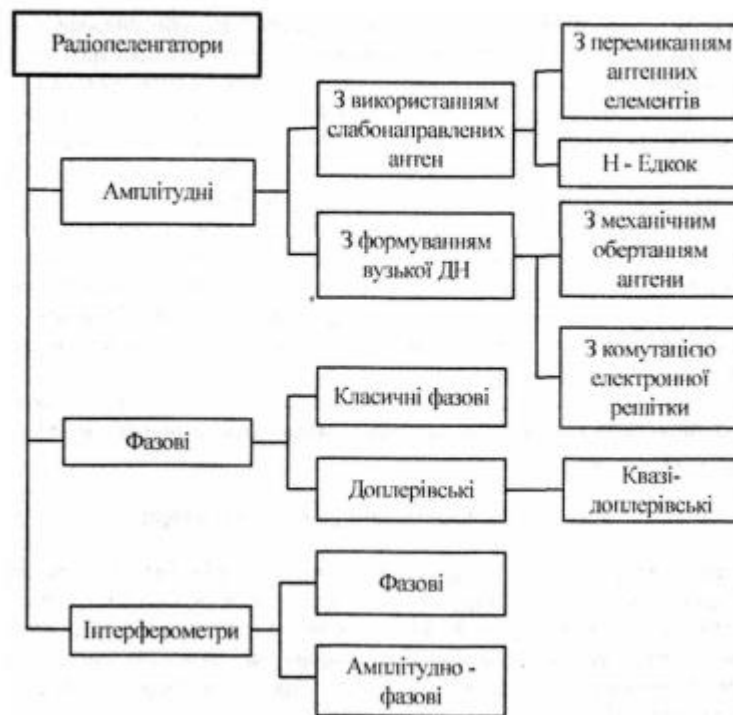 Радіопеленгатори
Амплітудні
З використанням
слабонаправлених
антен
З перемиканням
антенних
елементів
Н - Едкок
З формуванням
вузької ДН
З механічним
обертанням
антени
З комутанією
електронної
решітки
Фазові
Класичні фазові
Доплерівські
Квазі-
доплерівські
Інтерферометри
Фазові
Амплітудно -
фазові